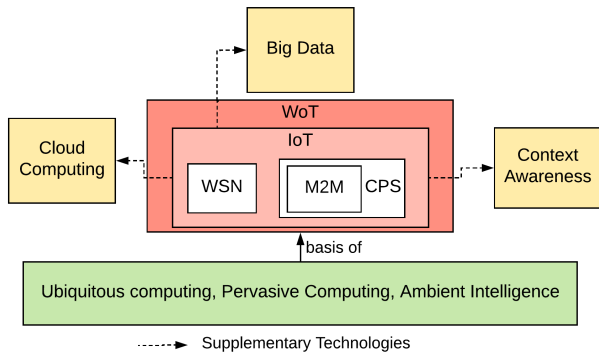 Big Data
WoT
IoT
Cloud
Computing
WSN
M2M
CPS
Context
Awareness
basis of
Ubiquitous computing, Pervasive Computing, Ambient Intelligence
Supplementary Technologies